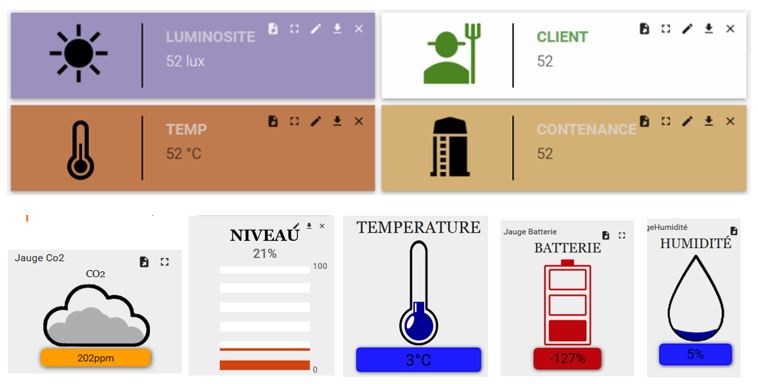 LUMINOSITE
52 lux
CLIENT
52
TEMP
52 °C
CONTENANCE
52
Jauge Co2
CO2
202ppm
NIVEAU
21%
100
0
TEMPERATURE
3°C
Jauge Batterie
BATTERIE
-127%
geHumidité
HUMIDITÉ
5%